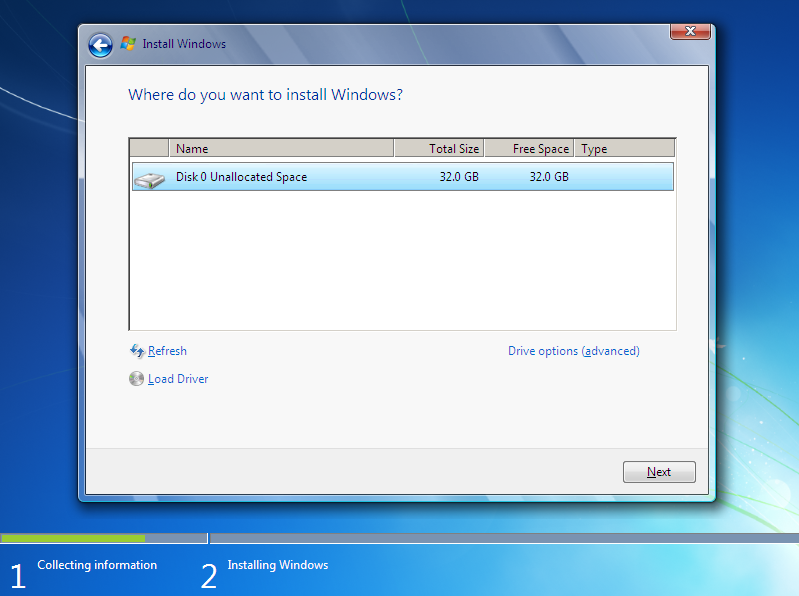 Install Windows
Where do you want to install Windows?
Name Total Size Free Space Type
Disk 0 Unallocated Space 32.0 GB 32.0 GB
Refresh Drive options (advanced)
Load Driver
Next
1 Collecting information 2 Installing Windows